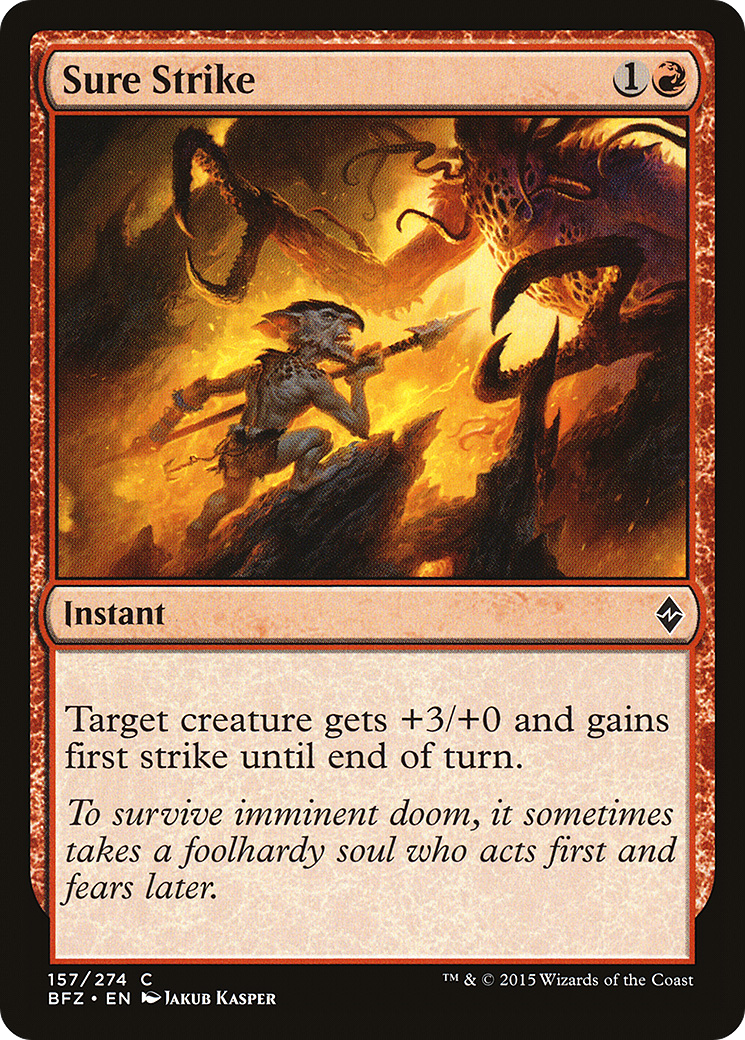 Sure Strike
1
Instant
Target creature gets +3/+0 and gains
first strike until end of turn.
To survive imminent doom, it sometimes
takes a foolhardy soul who acts first and
fears later.
157/274 C
BFZ • EN Jakub Kasper
™ & © 2015 Wizards of the Coast